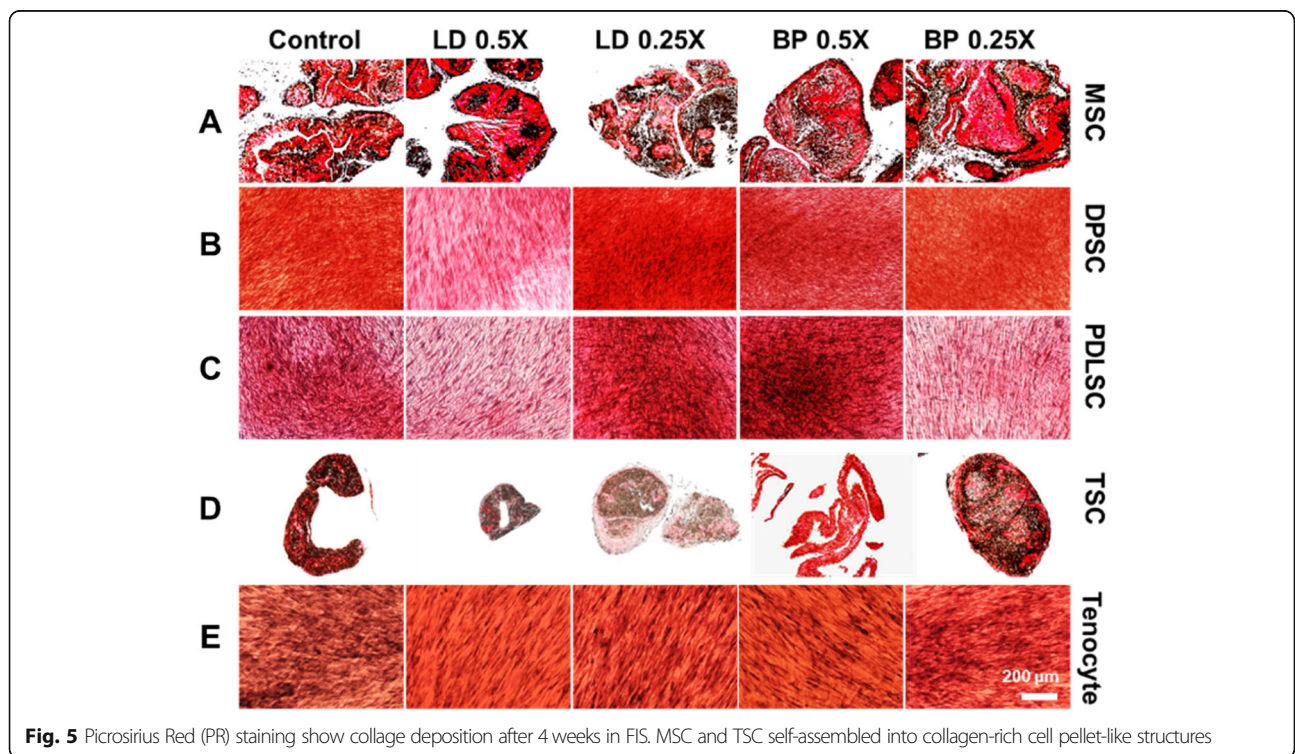 Control LD 0.5X LD 0.25X BP 0.5X BP 0.25X
A MSC
B DPSC
C PDLSC
D TSC
E Tenocyte
200 µm
Fig. 5 Picrosirius Red (PR) staining show collage deposition after 4 weeks in FIS. MSC and TSC self-assembled into collagen-rich cell pellet-like structures